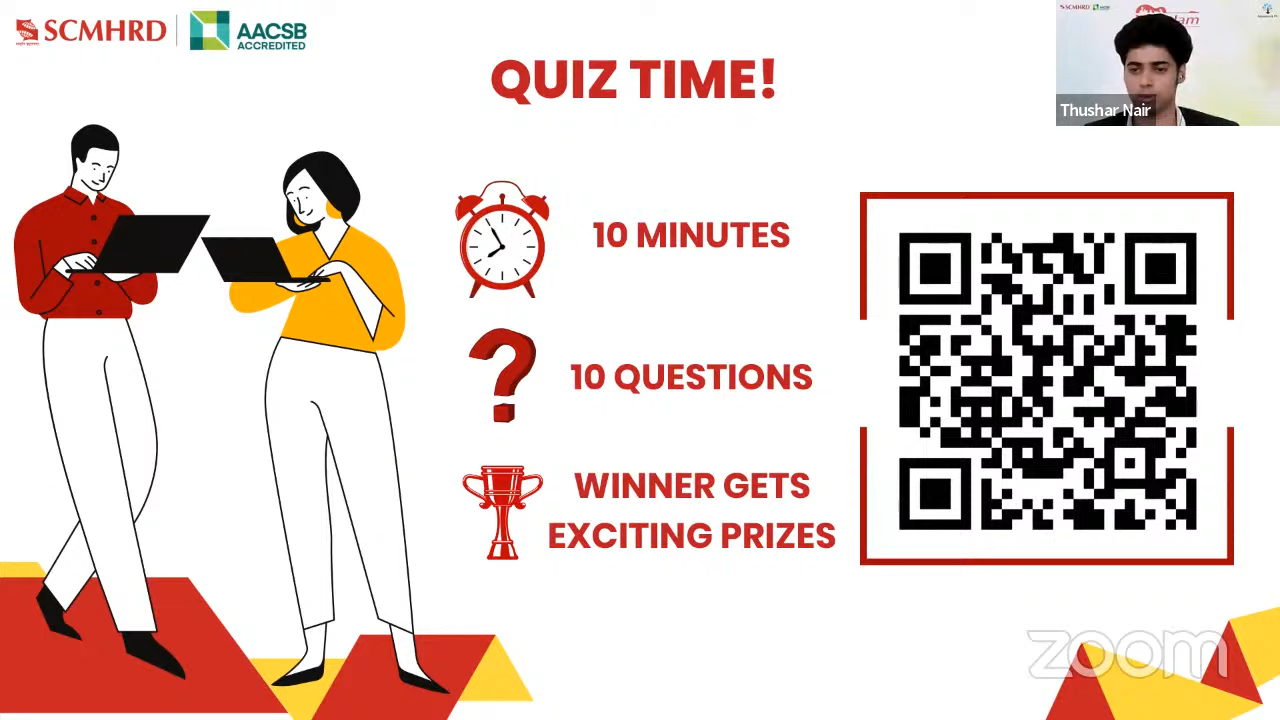 SCMHRD
AACSB
ACCREDITED
QUIZ TIME!
Thushar Nair
10 MINUTES
10 QUESTIONS
WINNER GETS
EXCITING PRIZES
zoom